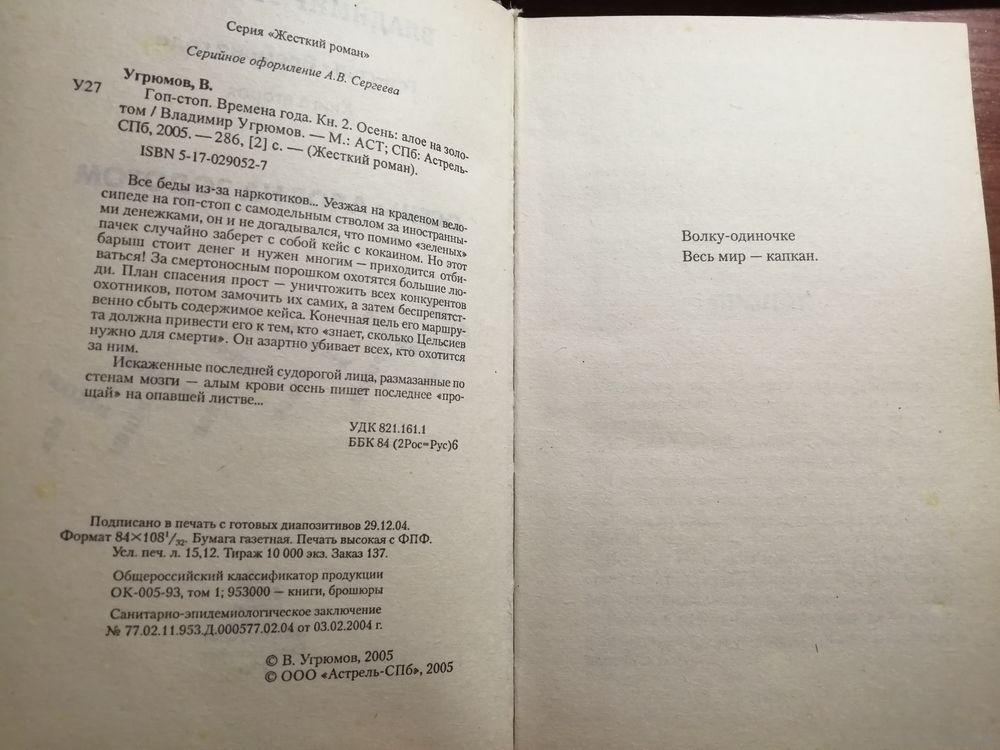 Серия «Жесткий роман»
Серийное оформление А.В. Сергеева
Угрюмов, В.
У27
Гоп-стоп. Времена года. Кн. 2. Осень: алое на золо-
том / Владимир Угрюмов. — М.: АСТ; СПб: Астрель-
СПб, 2005. — 286, [2] с. — (Жесткий роман).
ISBN 5-17-029052-7
Все беды из-за наркотиков... Уезжая на краденом вело-
сипеде на гоп-стоп с самодельным стволом за иностранны-
ми денежками, он и не догадывался, что помимо «зеленых»
пачек случайно заберет с собой кейс с кокаином. Но этот
барыш стоит денег и нужен многим — приходится отби-
ваться! За смертоносным порошком охотятся большие лю-
ди. План спасения прост — уничтожить всех конкурентов
охотников, потом замочить их самих, а затем беспрепятст-
венно сбыть содержимое кейса. Конечная цель его маршру-
та должна привести его к тем, кто «знает, сколько Цельсиев
нужно для смерти». Он азартно убивает всех, кто охотится
за ним.
Искаженные последней судорогой лица, размазанные по
стенам мозги — алым крови осень пишет последнее «про-
щай» на опавшей листве...
УДК 821.161.1
ББК 84 (2Рос=Рус)6
Подписано в печать с готовых диапозитивов 29.12.04.
Формат 84×108¹/₃₂. Бумага газетная. Печать высокая с ФПФ.
Усл. печ. л. 15,12. Тираж 10 000 экз. Заказ 137.
Общероссийский классификатор продукции
ОК-005-93, том 1; 953000 — книги, брошюры
Санитарно-эпидемиологическое заключение
№ 77.02.11.953.Д.000577.02.04 от 03.02.2004 г.
© В. Угрюмов, 2005
© ООО «Астрель-СПб», 2005
Волку-одиночке
Весь мир — капкан.